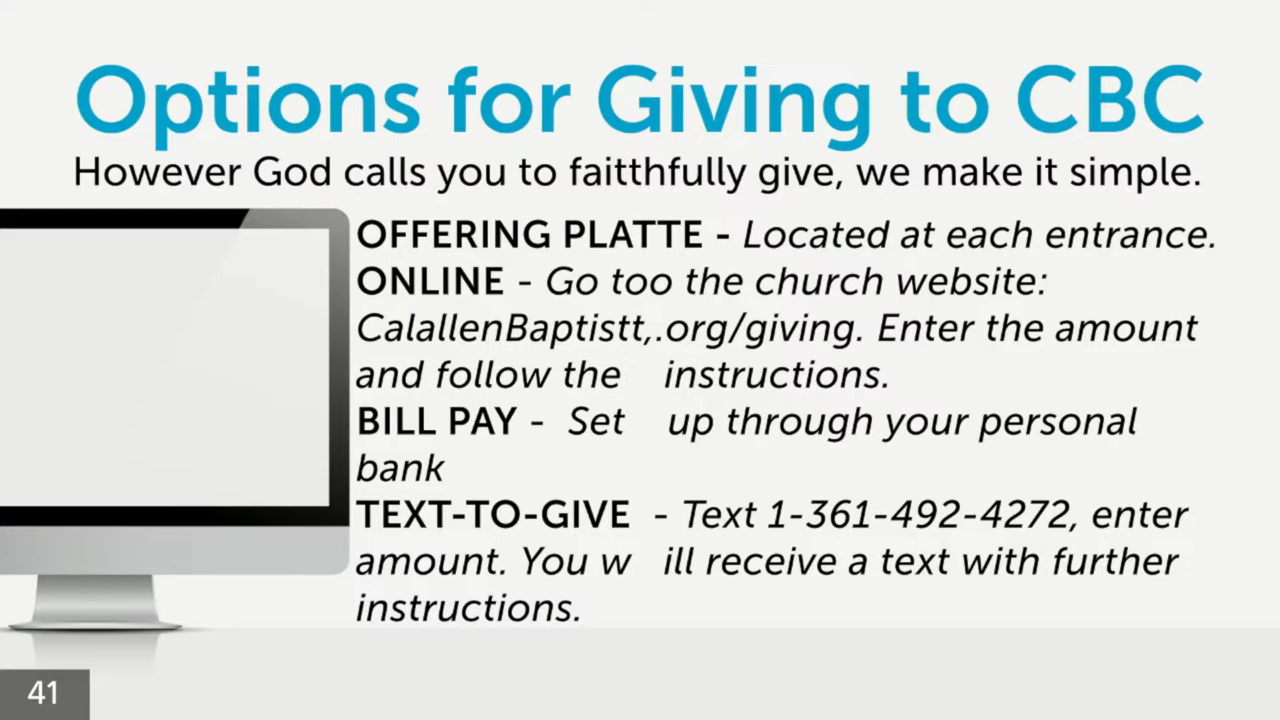 Options for Giving to CBC
However God calls you to faitthfully give, we make it simple.
OFFERING PLATTE - Located at each entrance.
ONLINE - Go too the church website:
CalallenBaptistt,.org/giving. Enter the amount
and follow the instructions.
BILL PAY - Set up through your personal
bank
TEXT-TO-GIVE - Text 1-361-492-4272, enter
amount. You w ill receive a text with further
instructions.
41